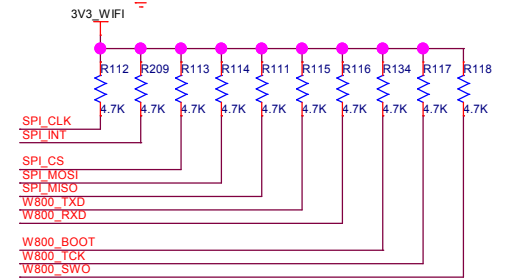 3V3_WIFI
R112 R209 R113 R114 R111 R115 R116 R134 R117 R118
4.7K 4.7K 4.7K 4.7K 4.7K 4.7K 4.7K 4.7K 4.7K 4.7K
SPI_CLK
SPI_INT
SPI_CS
SPI_MOSI
SPI_MISO
W800_TXD
W800_RXD
W800_BOOT
W800_TCK
W800_SWO